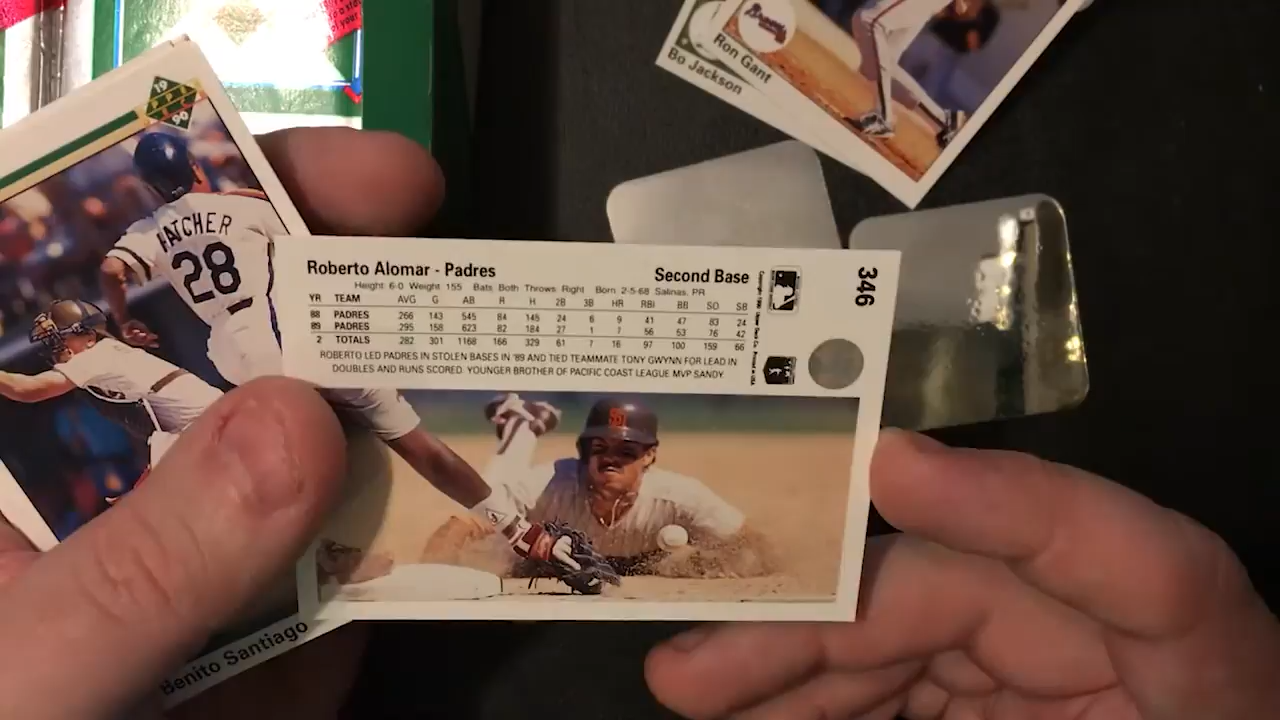 Braves
Ron Gant
Bo Jackson
19
90
HATCHER
28
Roberto Alomar - Padres
Second Base
346
Height 6-0 Weight 155 Bats Both Throws Right Born 2-5-68 Salinas, PR
YR TEAM AVG G AB R H 2B 3B HR RBI BB SO SB
88 PADRES 266 143 545 84 145 24 6 9 41 47 83 24
89 PADRES 295 158 623 82 184 27 1 7 56 53 76 42
2 TOTALS 282 301 1168 166 329 61 7 16 97 100 159 66
ROBERTO LED PADRES IN STOLEN BASES IN '89 AND TIED TEAMMATE TONY GWYNN FOR LEAD IN
DOUBLES AND RUNS SCORED. YOUNGER BROTHER OF PACIFIC COAST LEAGUE MVP SANDY.
SD
Benito Santiago